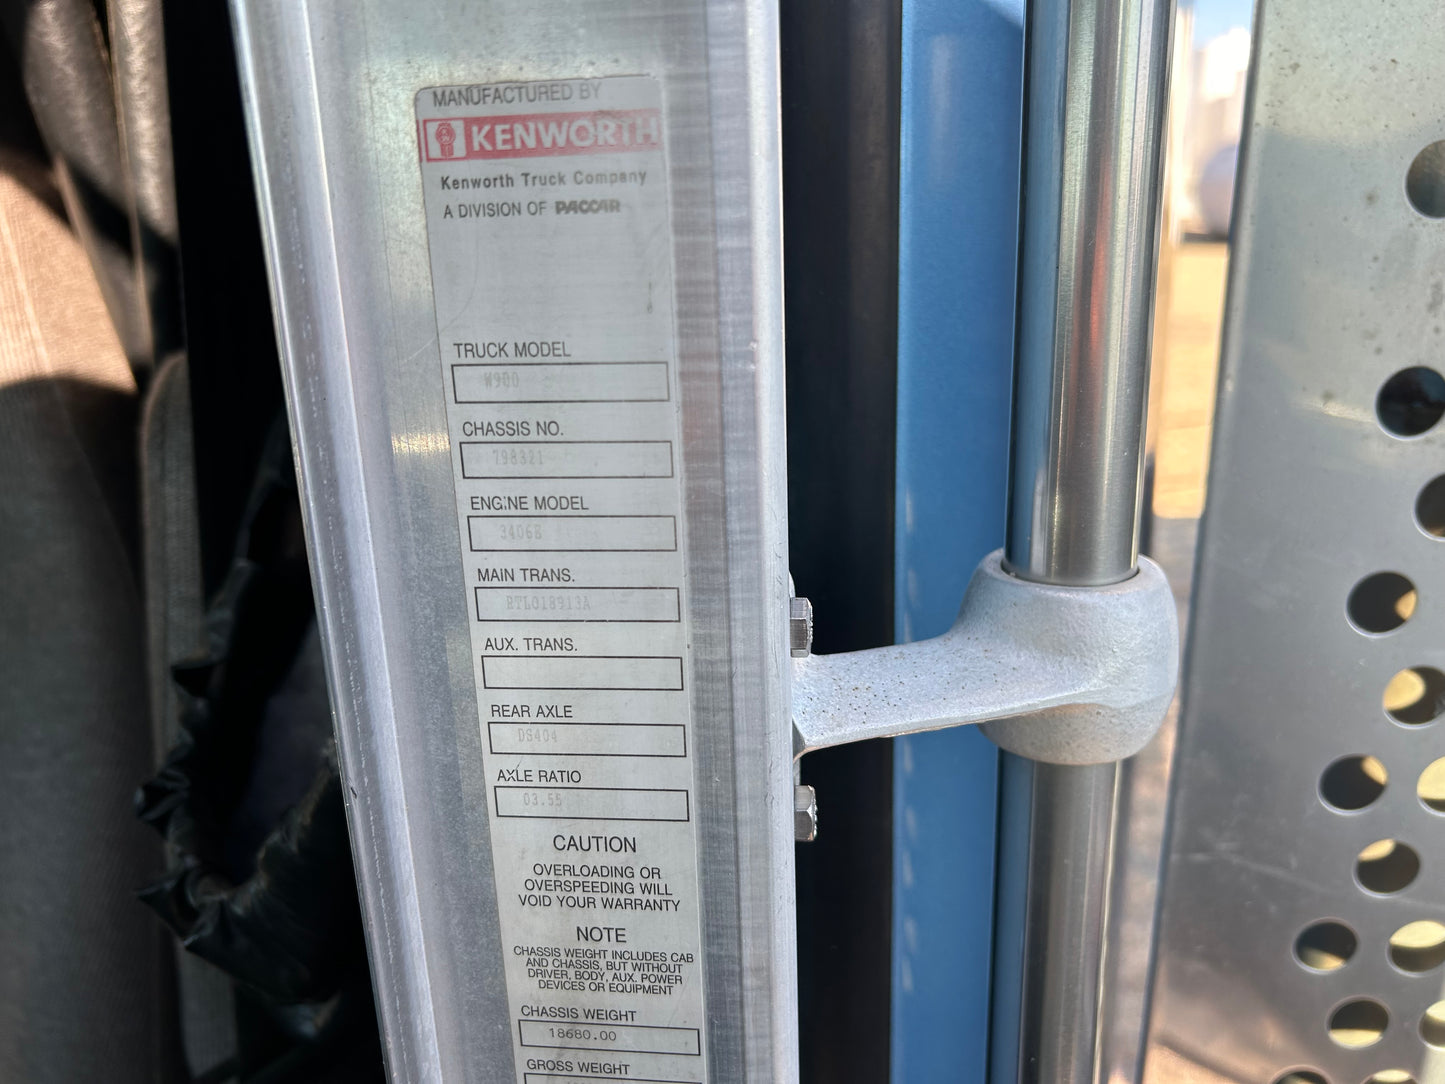 MANUFACTURED BY
KENWORTH
Kenworth Truck Company
A DIVISION OF PACCAR
TRUCK MODEL
W900
CHASSIS NO.
798321
ENGINE MODEL
3406E
MAIN TRANS.
RTLO18913A
AUX. TRANS.
REAR AXLE
DS404
AXLE RATIO
03.55
CAUTION
OVERLOADING OR
OVERSPEEDING WILL
VOID YOUR WARRANTY
NOTE
CHASSIS WEIGHT INCLUDES CAB
AND CHASSIS, BUT WITHOUT
DRIVER, BODY, AUX. POWER
DEVICES OR EQUIPMENT
CHASSIS WEIGHT
18680.00
GROSS WEIGHT